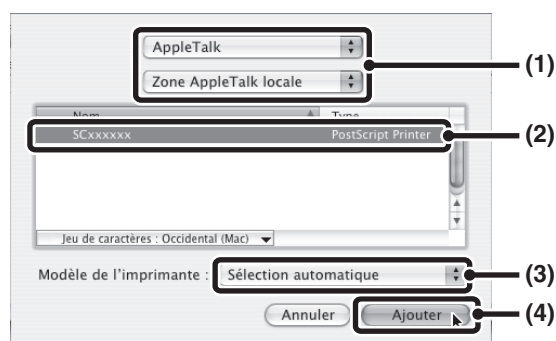 AppleTalk
(1)
Zone AppleTalk locale
Nom Type
SCxxxxxx PostScript Printer
(2)
Jeu de caractères : Occidental (Mac)
Modèle de l'imprimante : Sélection automatique
(3)
Annuler Ajouter
(4)